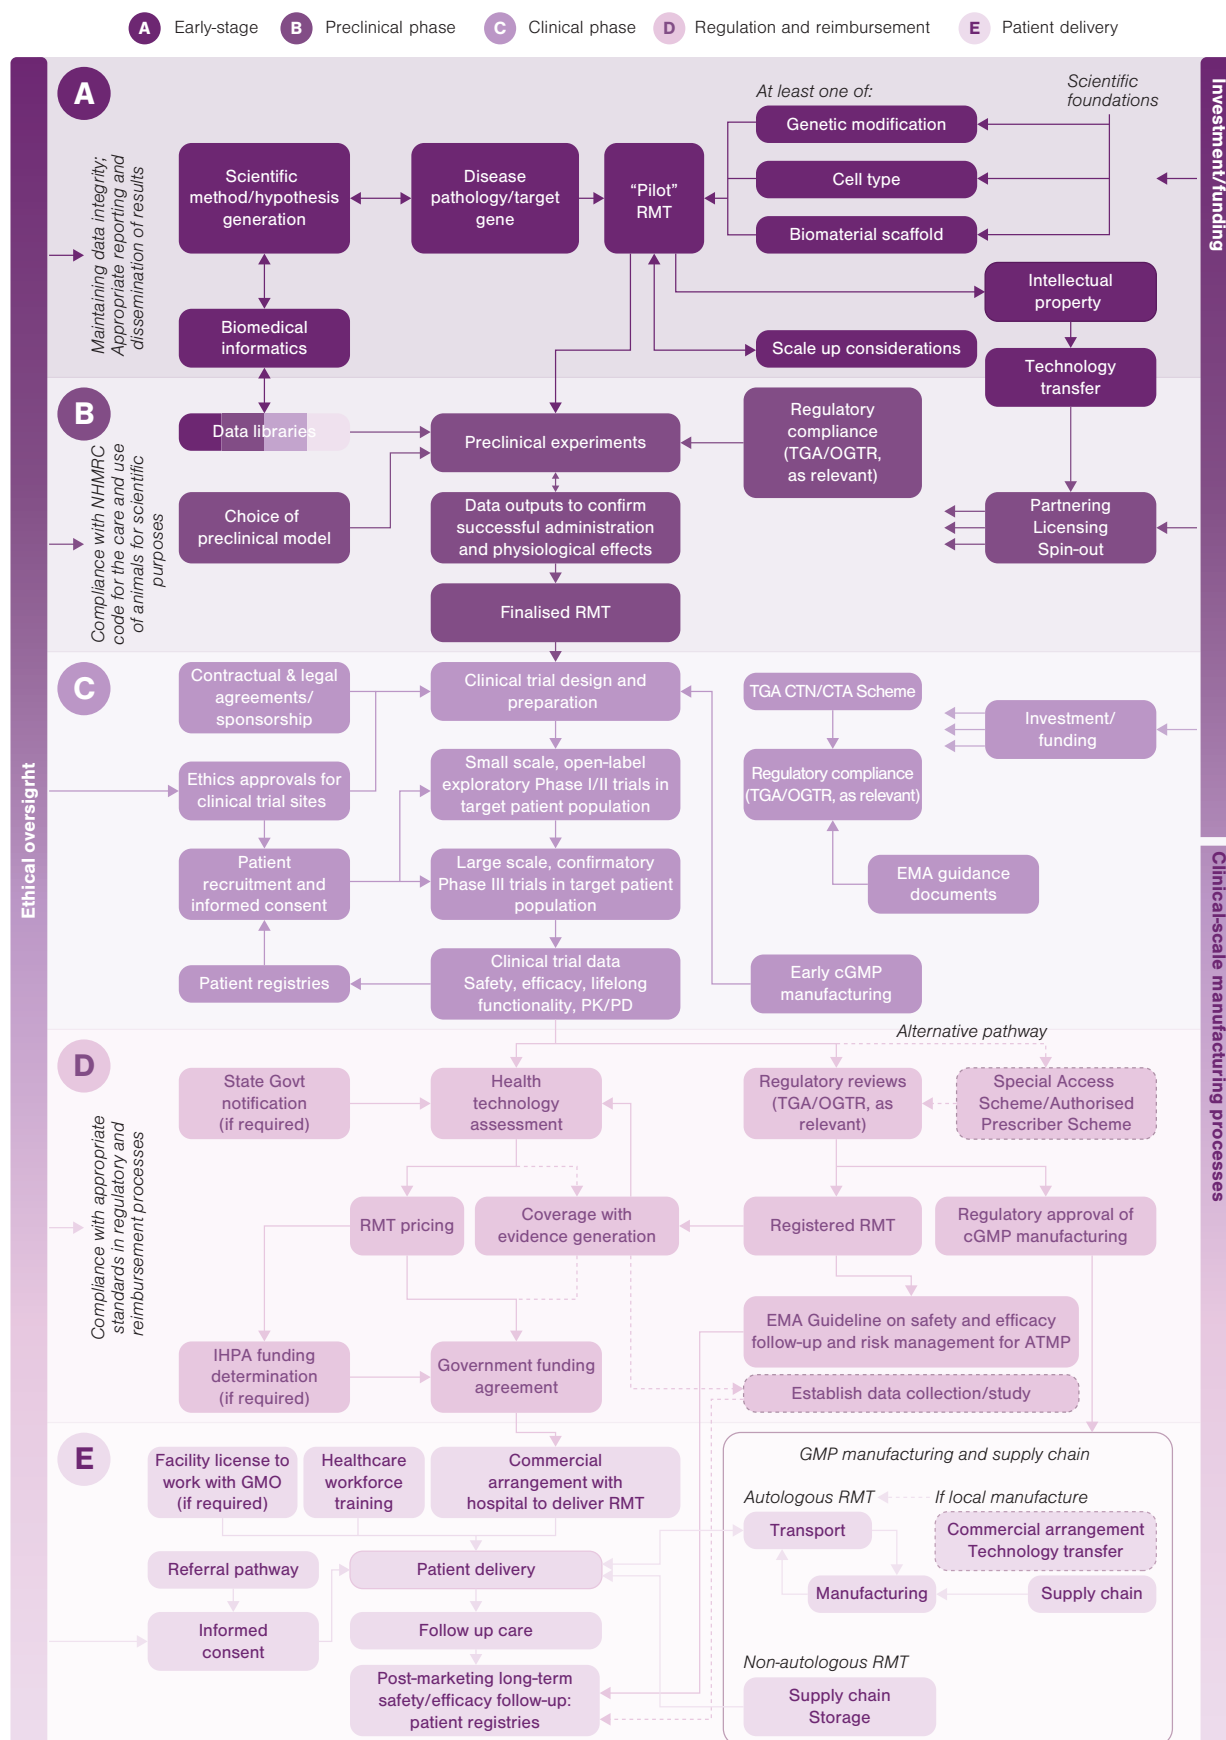 A Early-stage
B Preclinical phase
C Clinical phase
D Regulation and reimbursement
E Patient delivery
Ethical oversigrht
Investment/funding
Clinical-scale manufacturing processes
A
Maintaining data integrity;
Appropriate reporting and
dissemination of results
Scientific
method/hypothesis
generation
Disease
pathology/target
gene
“Pilot”
RMT
At least one of:
Genetic modification
Cell type
Biomaterial scaffold
Scientific
foundations
Intellectual
property
Biomedical
informatics
Scale up considerations
Technology
transfer
B
Compliance with NHMRC
code for the care and use
of animals for scientific
purposes
Data libraries
Preclinical experiments
Regulatory
compliance
(TGA/OGTR,
as relevant)
Choice of
preclinical model
Data outputs to confirm
successful administration
and physiological effects
Partnering
Licensing
Spin-out
Finalised RMT
C
Contractual & legal
agreements/
sponsorship
Clinical trial design and
preparation
TGA CTN/CTA Scheme
Investment/
funding
Ethics approvals for
clinical trial sites
Small scale, open-label
exploratory Phase I/II trials in
target patient population
Regulatory compliance
(TGA/OGTR, as relevant)
Patient
recruitment and
informed consent
Large scale, confirmatory
Phase III trials in target patient
population
EMA guidance
documents
Patient registries
Clinical trial data
Safety, efficacy, lifelong
functionality, PK/PD
Early cGMP
manufacturing
D
Compliance with appropriate
standards in regulatory and
reimbursement processes
Alternative pathway
State Govt
notification
(if required)
Health
technology
assessment
Regulatory reviews
(TGA/OGTR, as
relevant)
Special Access
Scheme/Authorised
Prescriber Scheme
RMT pricing
Coverage with
evidence generation
Registered RMT
Regulatory approval of
cGMP manufacturing
EMA Guideline on safety and efficacy
follow-up and risk management for ATMP
IHPA funding
determination
(if required)
Government funding
agreement
Establish data collection/study
E
Facility license to
work with GMO
(if required)
Healthcare
workforce
training
Commercial
arrangement with
hospital to deliver RMT
GMP manufacturing and supply chain
Autologous RMT
If local manufacture
Transport
Commercial arrangement
Technology transfer
Referral pathway
Patient delivery
Manufacturing
Supply chain
Informed
consent
Follow up care
Non-autologous RMT
Post-marketing long-term
safety/efficacy follow-up:
patient registries
Supply chain
Storage